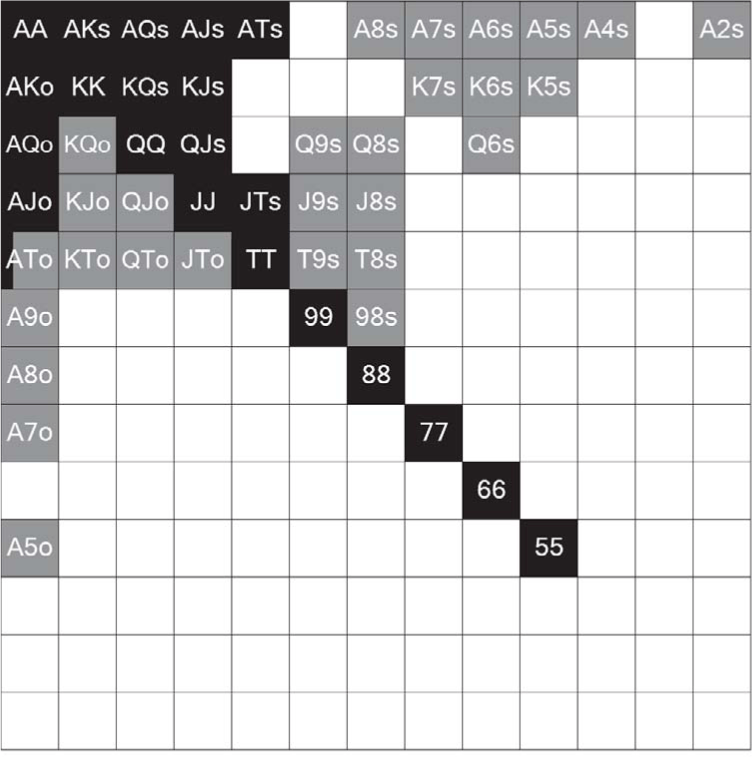 AA AKs AQs AJs ATs A8s A7s A6s A5s A4s A2s
AKo KK KQs KJs K7s K6s K5s
AQo KQo QQ QJs Q9s Q8s Q6s
AJo KJo QJo JJ JTs J9s J8s
ATo KTo QTo JTo TT T9s T8s
A9o 99 98s
A8o 88
A7o 77
66
A5o 55